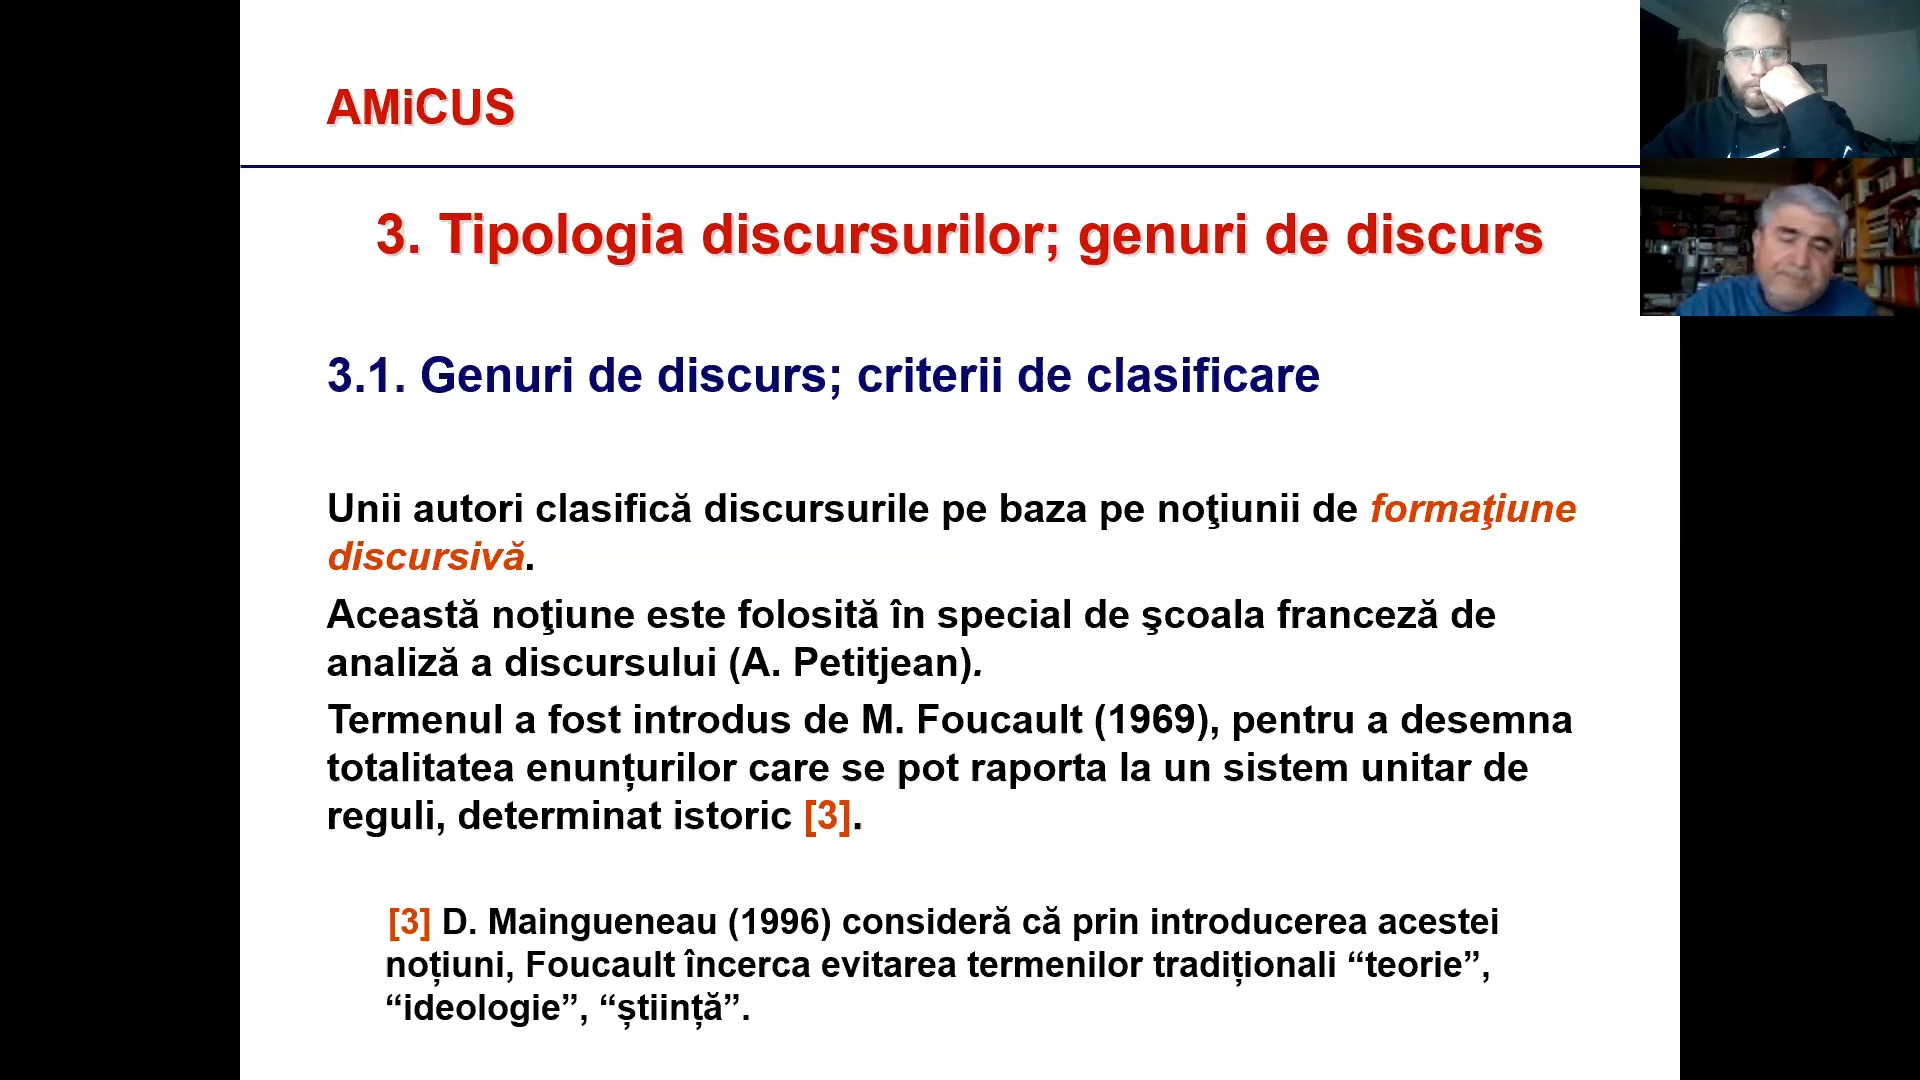 AMiCUS
3. Tipologia discursurilor; genuri de discurs
3.1. Genuri de discurs; criterii de clasificare
Unii autori clasifică discursurile pe baza pe noţiunii de formaţiune
discursivă.
Această noţiune este folosită în special de şcoala franceză de
analiză a discursului (A. Petitjean).
Termenul a fost introdus de M. Foucault (1969), pentru a desemna
totalitatea enunțurilor care se pot raporta la un sistem unitar de
reguli, determinat istoric [3].
[3] D. Maingueneau (1996) consideră că prin introducerea acestei
noțiuni, Foucault încerca evitarea termenilor tradiționali “teorie”,
“ideologie”, “știință”.